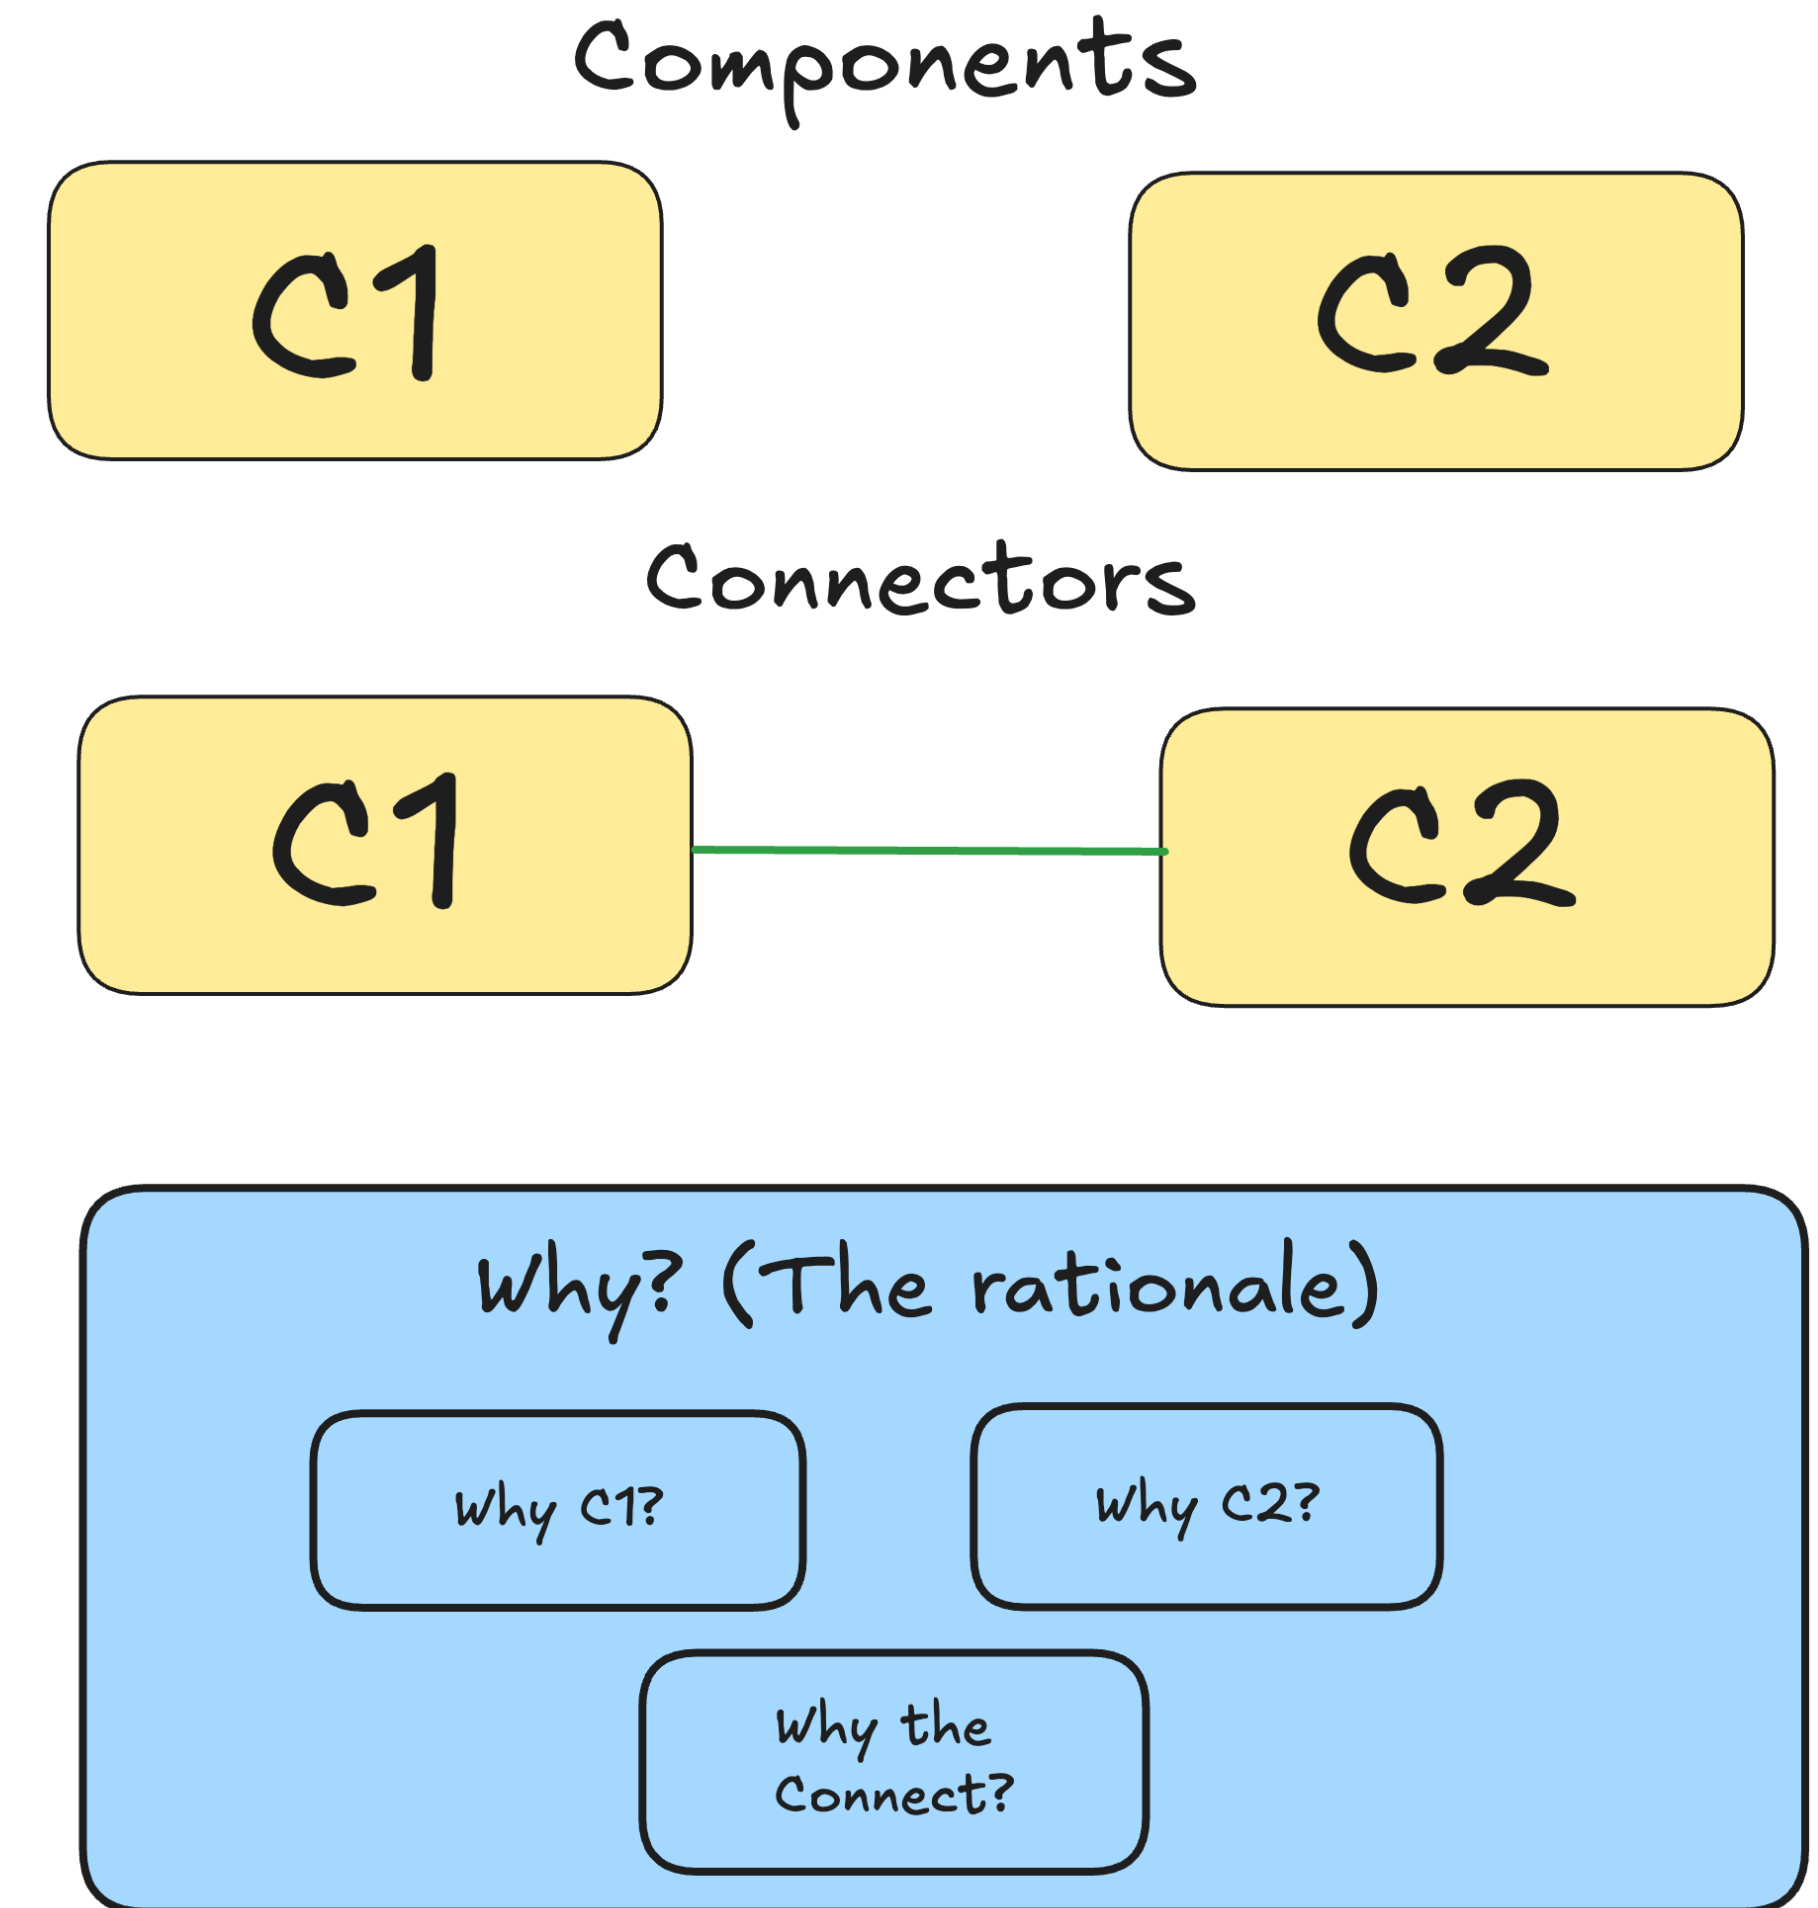 Components
C1
C2
Connectors
C1
C2
Why? (The rationale)
Why C1?
Why C2?
Why the
Connect?